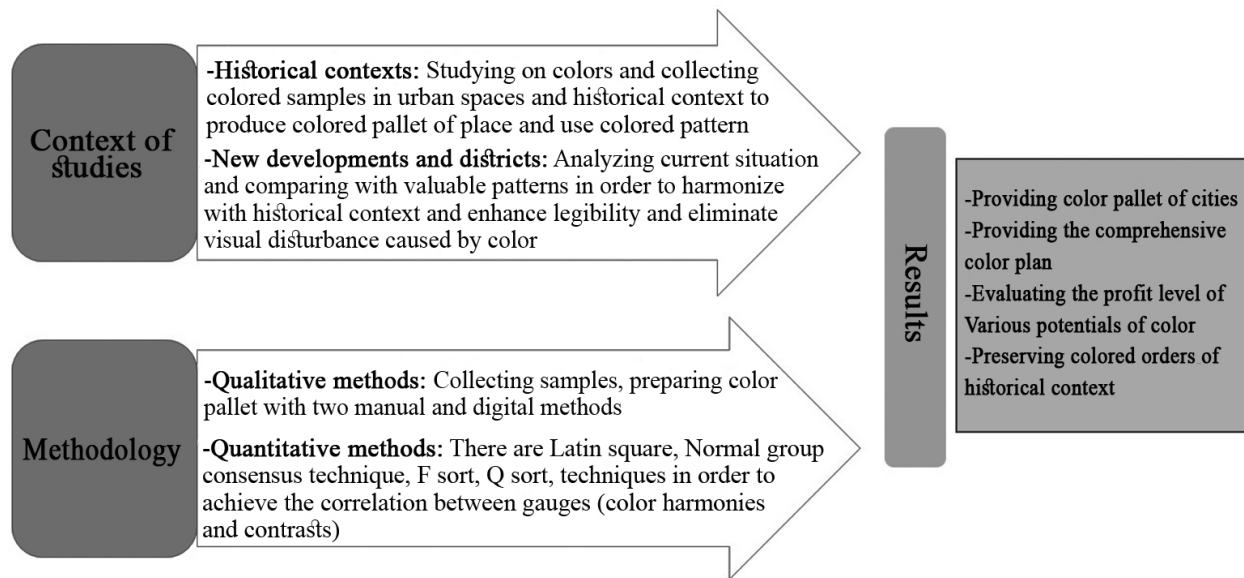 Context of
studies
-Historical contexts: Studying on colors and collecting
colored samples in urban spaces and historical context to
produce colored pallet of place and use colored pattern
-New developments and districts: Analyzing current situation
and comparing with valuable patterns in order to harmonize
with historical context and enhance legibility and eliminate
visual disturbance caused by color
Methodology
-Qualitative methods: Collecting samples, preparing color
pallet with two manual and digital methods
-Quantitative methods: There are Latin square, Normal group
consensus technique, F sort, Q sort, techniques in order to
achieve the correlation between gauges (color harmonies
and contrasts)
Results
-Providing color pallet of cities
-Providing the comprehensive
color plan
-Evaluating the profit level of
Various potentials of color
-Preserving colored orders of
historical context